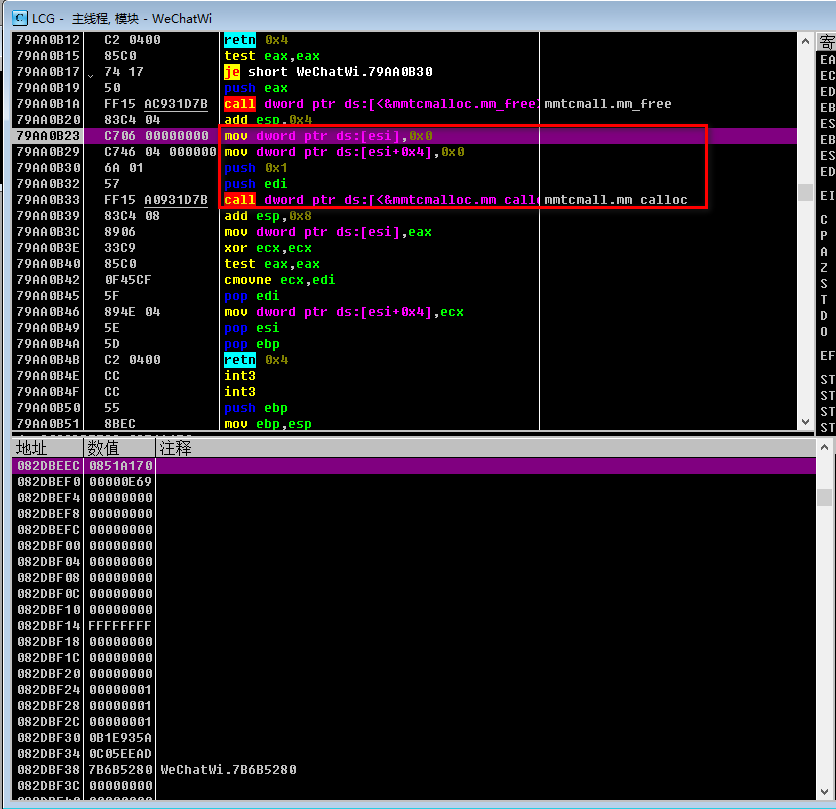 LCG - 主线程, 模块 - WeChatWi
79AA0B12 C2 0400 retn 0x4
79AA0B15 85C0 test eax,eax
79AA0B17 74 17 je short WeChatWi.79AA0B30
79AA0B19 50 push eax
79AA0B1A FF15 AC931D7B call dword ptr ds:[<&mmtcmalloc.mm_free> mmtcmall.mm_free
79AA0B20 83C4 04 add esp,0x4
79AA0B23 C706 00000000 mov dword ptr ds:[esi],0x0
79AA0B29 C746 04 000000 mov dword ptr ds:[esi+0x4],0x0
79AA0B30 6A 01 push 0x1
79AA0B32 57 push edi
79AA0B33 FF15 A0931D7B call dword ptr ds:[<&mmtcmalloc.mm_callo mmtcmall.mm_calloc
79AA0B39 83C4 08 add esp,0x8
79AA0B3C 8906 mov dword ptr ds:[esi],eax
79AA0B3E 33C9 xor ecx,ecx
79AA0B40 85C0 test eax,eax
79AA0B42 0F45CF cmovne ecx,edi
79AA0B45 5F pop edi
79AA0B46 894E 04 mov dword ptr ds:[esi+0x4],ecx
79AA0B49 5E pop esi
79AA0B4A 5D pop ebp
79AA0B4B C2 0400 retn 0x4
79AA0B4E CC int3
79AA0B4F CC int3
79AA0B50 55 push ebp
79AA0B51 8BEC mov ebp,esp
寄
EA
EC
ED
EB
ES
EB
ES
ED
EI
C
P
A
Z
S
T
D
O
EF
ST
ST
ST
ST
地址 数值 注释
082DBEEC 0851A170
082DBEF0 00000E69
082DBEF4 00000000
082DBEF8 00000000
082DBEFC 00000000
082DBF00 00000000
082DBF04 00000000
082DBF08 00000000
082DBF0C 00000000
082DBF10 00000000
082DBF14 FFFFFFFF
082DBF18 00000000
082DBF1C 00000000
082DBF20 00000000
082DBF24 00000001
082DBF28 00000001
082DBF2C 00000001
082DBF30 0B1E935A
082DBF34 0C05EEAD
082DBF38 7B6B5280 WeChatWi.7B6B5280
082DBF3C 00000000